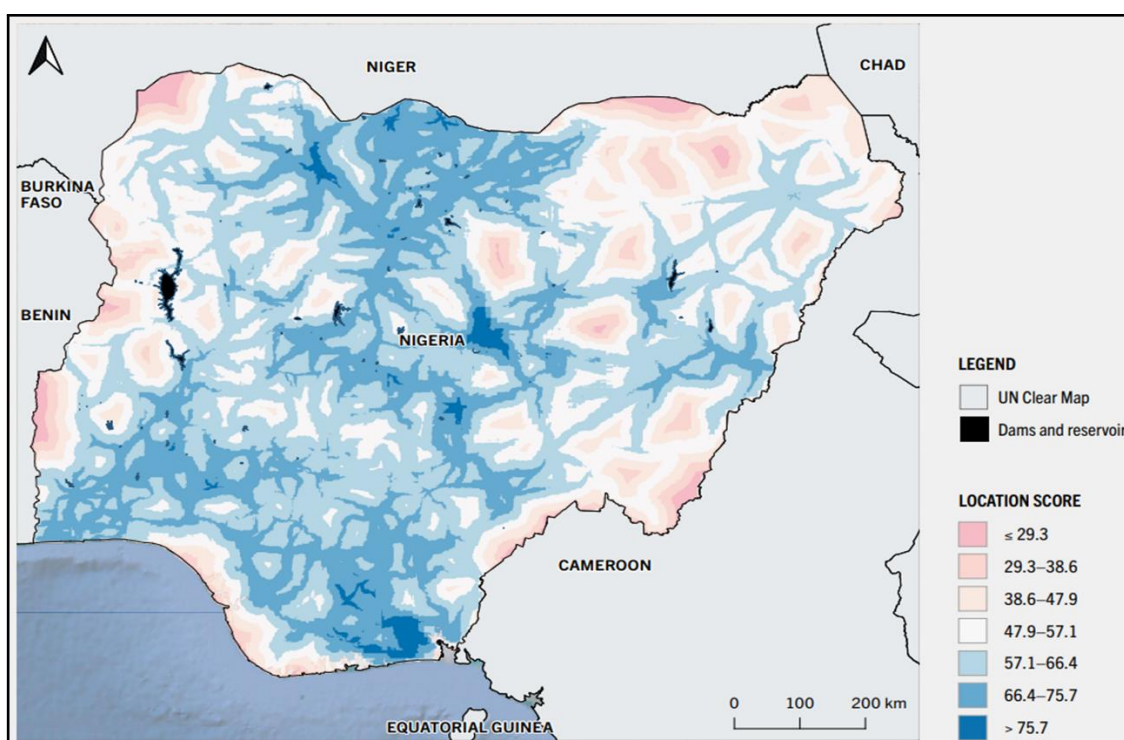 NIGER
CHAD
BURKINA
FASO
BENIN
NIGERIA
CAMEROON
EQUATORIAL GUINEA
0 100 200 km
LEGEND
UN Clear Map
Dams and reservoir
LOCATION SCORE
≤ 29.3
29.3–38.6
38.6–47.9
47.9–57.1
57.1–66.4
66.4–75.7
> 75.7